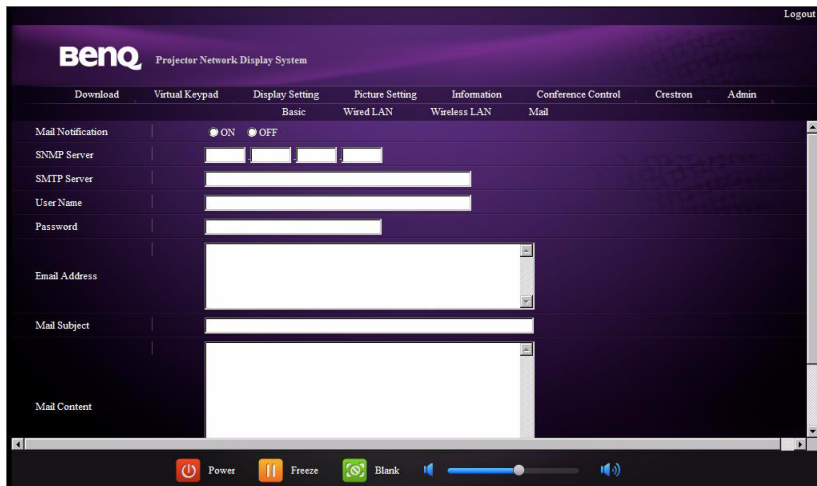 Logout
BenQ Projector Network Display System
Download Virtual Keypad Display Setting Picture Setting Information Conference Control Crestron Admin
Basic Wired LAN Wireless LAN Mail
Mail Notification ON OFF
SNMP Server . . .
SMTP Server
User Name
Password
Email Address
Mail Subject
Mail Content
Power Freeze Blank